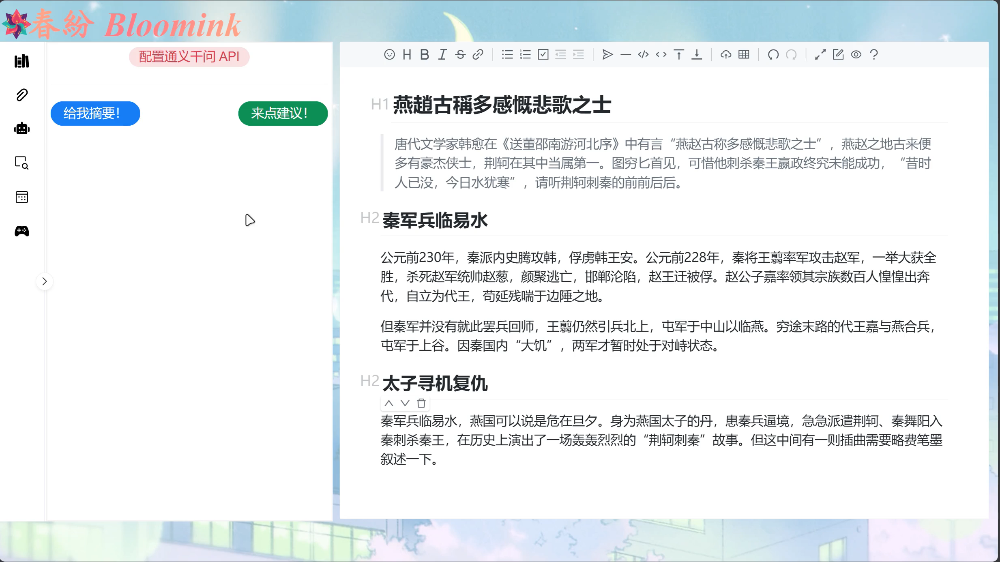 春紛 Bloomink
配置通义千问 API
给我摘要！
来点建议！
H1 燕趙古稱多感慨悲歌之士
唐代文学家韩愈在《送董邵南游河北序》中有言“燕赵古称多感慨悲歌之士”，燕赵之地古来便
多有豪杰侠士，荆轲在其中当属第一。图穷匕首见，可惜他刺杀秦王嬴政终究未能成功，“昔时
人已没，今日水犹寒”，请听荆轲刺秦的前前后后。
H2 秦军兵临易水
公元前230年，秦派内史腾攻韩，俘虏韩王安。公元前228年，秦将王翦率军攻击赵军，一举大获全
胜，杀死赵军统帅赵葱，颜聚逃亡，邯郸沦陷，赵王迁被俘。赵公子嘉率领其宗族数百人惶惶出奔
代，自立为代王，苟延残喘于边陲之地。
但秦军并没有就此罢兵回师，王翦仍然引兵北上，屯军于中山以临燕。穷途末路的代王嘉与燕合兵，
屯军于上谷。因秦国内“大饥”，两军才暂时处于对峙状态。
H2 太子寻机复仇
秦军兵临易水，燕国可以说是危在旦夕。身为燕国太子的丹，患秦兵逼境，急急派遣荆轲、秦舞阳入
秦刺杀秦王，在历史上演出了一场轰轰烈烈的“荆轲刺秦”故事。但这中间有一则插曲需要略费笔墨
叙述一下。